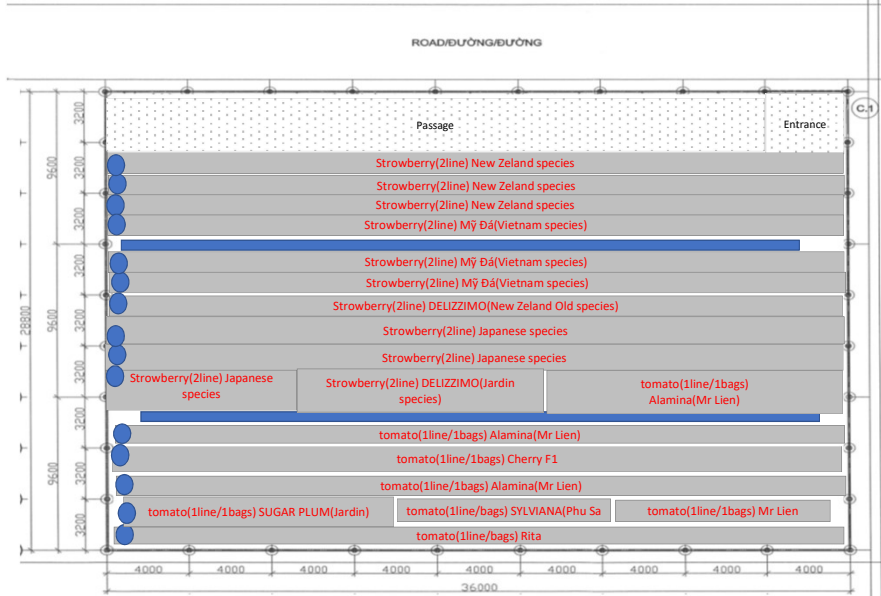 ROAD/ĐƯỜNG/ĐƯỜNG
C.1
Passage
Entrance
Strowberry(2line) New Zeland species
Strowberry(2line) New Zeland species
Strowberry(2line) New Zeland species
Strowberry(2line) Mỹ Đá(Vietnam species)
Strowberry(2line) Mỹ Đá(Vietnam species)
Strowberry(2line) Mỹ Đá(Vietnam species)
Strowberry(2line) DELIZZIMO(New Zeland Old species)
Strowberry(2line) Japanese species
Strowberry(2line) Japanese species
Strowberry(2line) Japanese
species
Strowberry(2line) DELIZZIMO(Jardin
species)
tomato(1line/1bags)
Alamina(Mr Lien)
tomato(1line/1bags) Alamina(Mr Lien)
tomato(1line/1bags) Cherry F1
tomato(1line/1bags) Alamina(Mr Lien)
tomato(1line/1bags) SUGAR PLUM(Jardin)
tomato(1line/bags) SYLVIANA(Phu Sa
tomato(1line/1bags) Mr Lien
tomato(1line/bags) Rita
3200
3200
3200
3200
3200
3200
3200
3200
3200
9600
9600
9600
28800
4000
4000
4000
4000
4000
4000
4000
4000
4000
36000